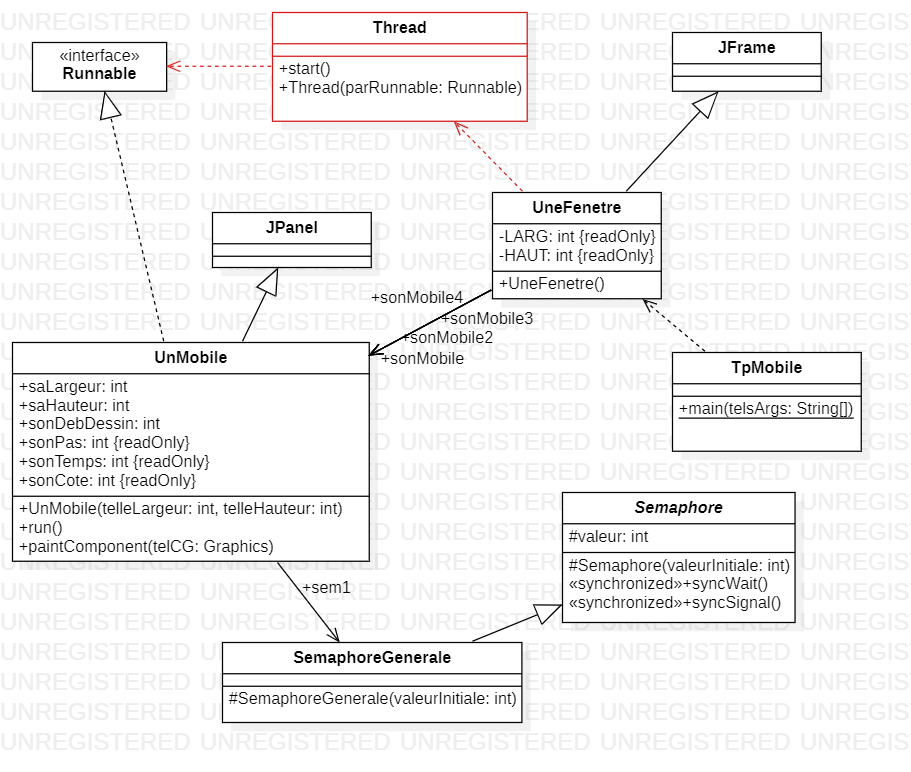 Thread
+start()
+Thread(parRunnable: Runnable)
«interface»
Runnable
JFrame
JPanel
UneFenetre
-LARG: int {readOnly}
-HAUT: int {readOnly}
+UneFenetre()
+sonMobile4
+sonMobile3
+sonMobile2
+sonMobile
UnMobile
+saLargeur: int
+saHauteur: int
+sonDebDessin: int
+sonPas: int {readOnly}
+sonTemps: int {readOnly}
+sonCote: int {readOnly}
+UnMobile(telleLargeur: int, telleHauteur: int)
+run()
+paintComponent(telCG: Graphics)
TpMobile
+main(telsArgs: String[])
Semaphore
#valeur: int
#Semaphore(valeurInitiale: int)
«synchronized»+syncWait()
«synchronized»+syncSignal()
+sem1
SemaphoreGenerale
#SemaphoreGenerale(valeurInitiale: int)